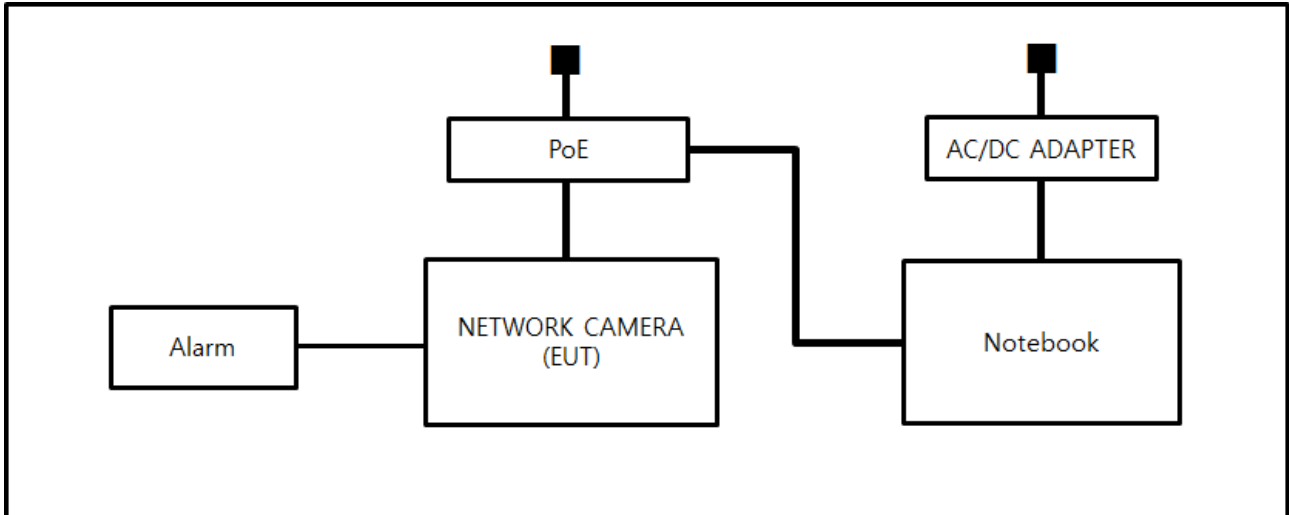 PoE
AC/DC ADAPTER
NETWORK CAMERA
(EUT)
Alarm
Notebook